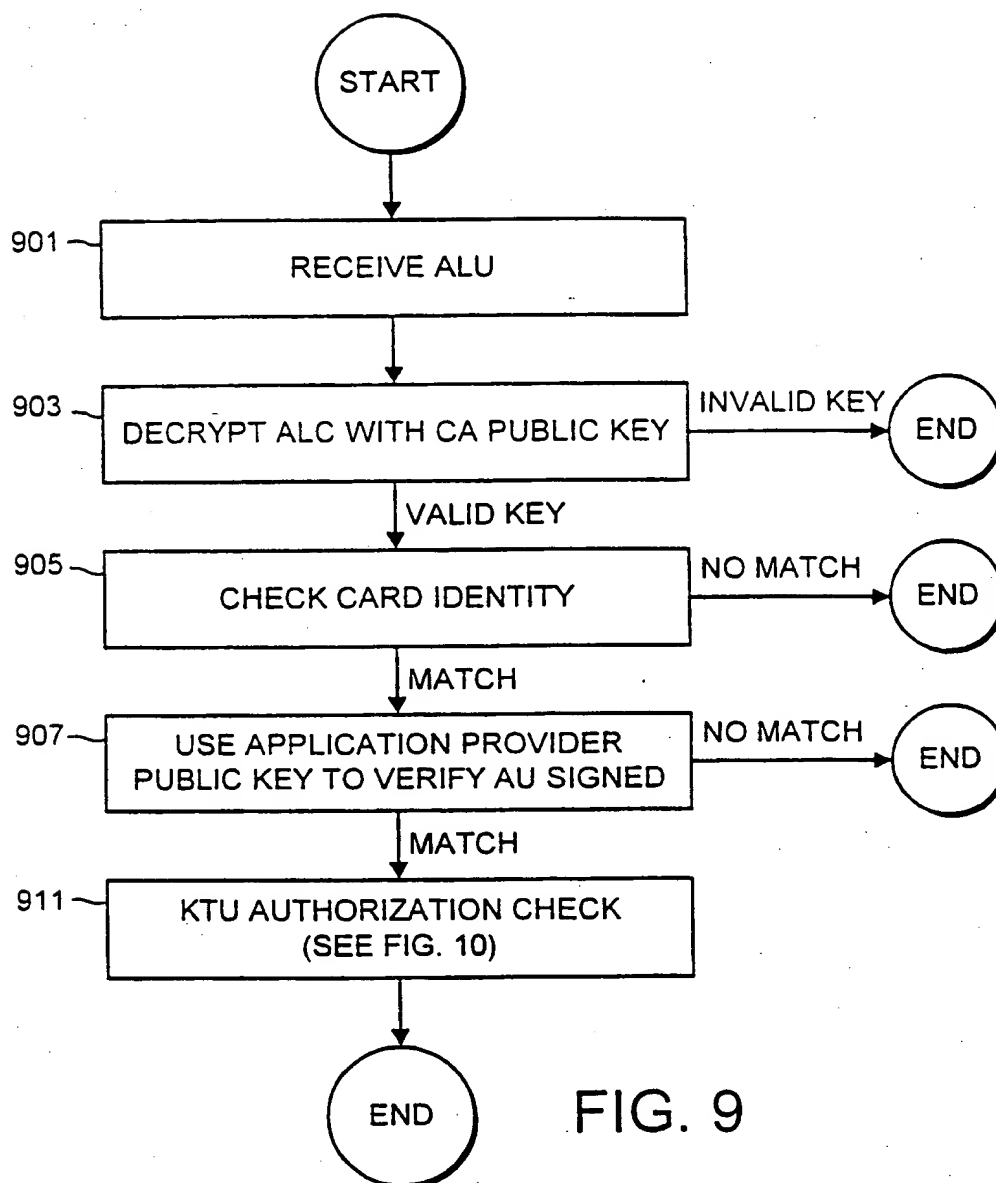 START
901
RECEIVE ALU
903
DECRYPT ALC WITH CA PUBLIC KEY
INVALID KEY
END
VALID KEY
905
CHECK CARD IDENTITY
NO MATCH
END
MATCH
907
USE APPLICATION PROVIDER
PUBLIC KEY TO VERIFY AU SIGNED
NO MATCH
END
MATCH
911
KTU AUTHORIZATION CHECK
(SEE FIG. 10)
END
FIG. 9